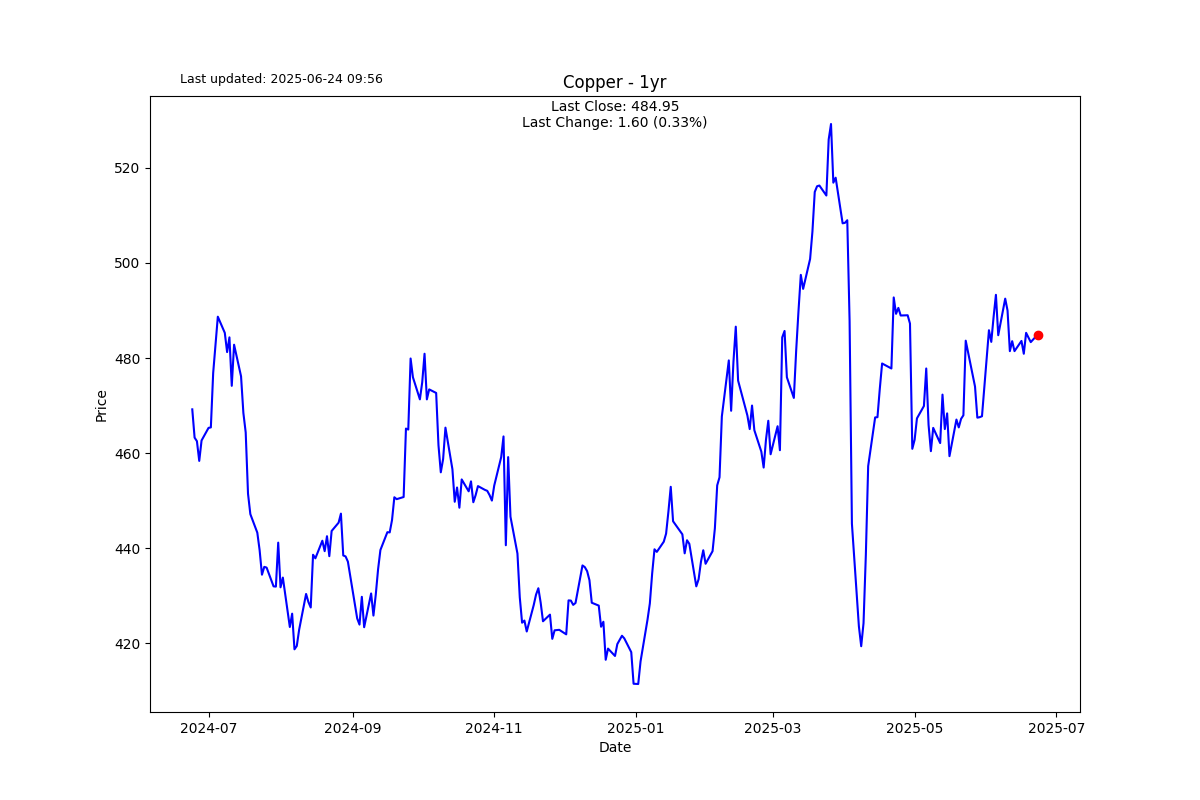 Last updated: 2025-06-24 09:56
Copper - 1yr
Last Close: 484.95
Last Change: 1.60 (0.33%)
520
500
480
460
440
420
Price
2024-07
2024-09
2024-11
2025-01
2025-03
2025-05
2025-07
Date